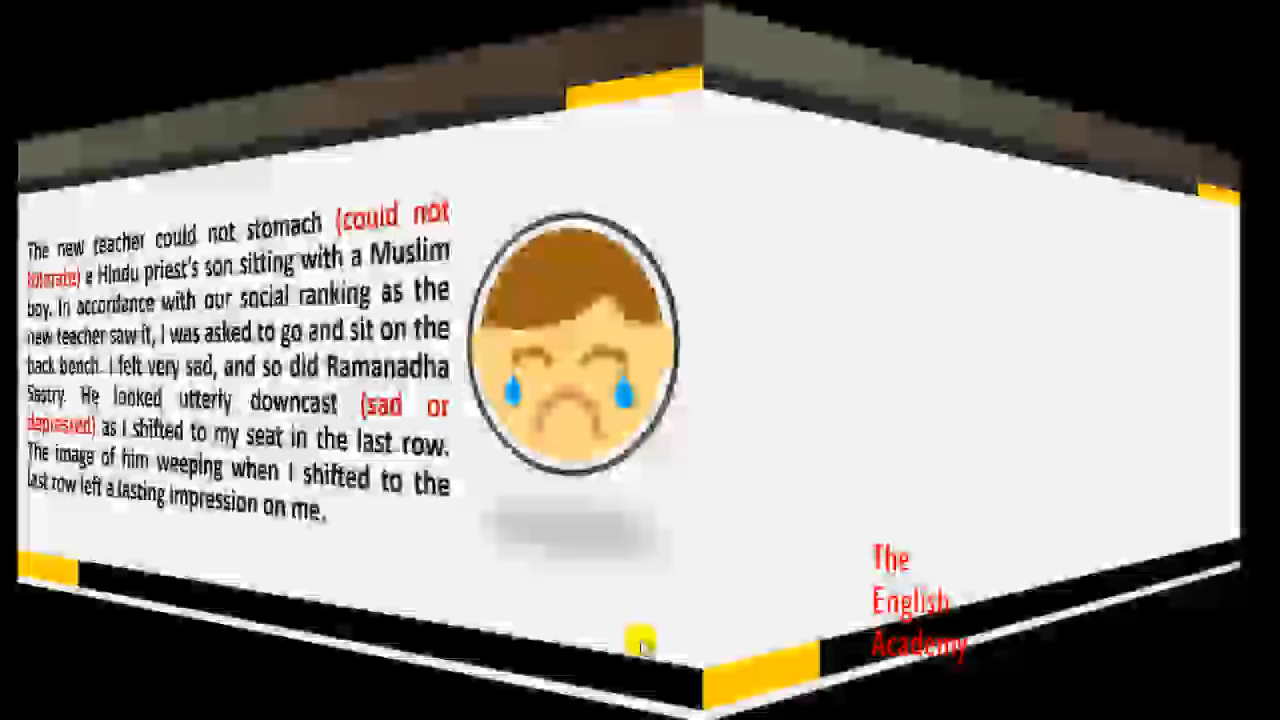 The new teacher could not stomach (could not
tolerate) a Hindu priest's son sitting with a Muslim
boy. In accordance with our social ranking as the
new teacher saw it, I was asked to go and sit on the
back bench. I felt very sad, and so did Ramanadha
Sastry. He looked utterly downcast (sad or
depressed) as I shifted to my seat in the last row.
The image of him weeping when I shifted to the
last row left a lasting impression on me.
The
English
Academy